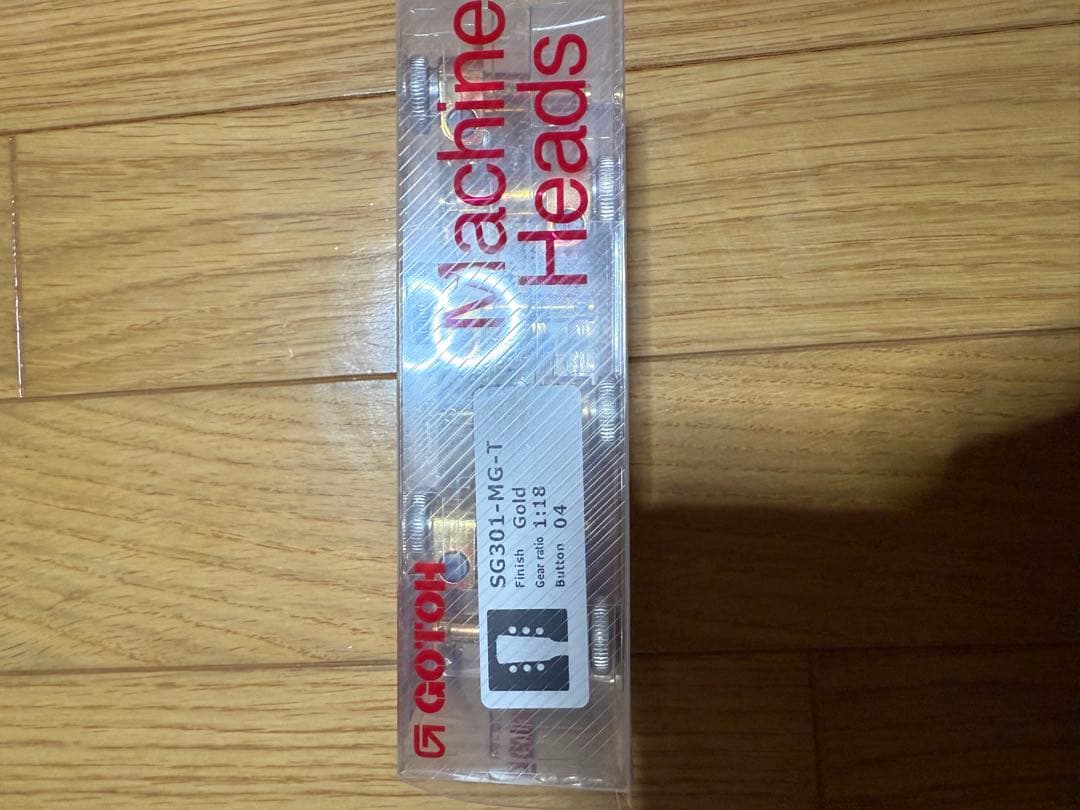 GOTOH
Machine
Heads
SG301-MG-T
Finish Gold
Gear ratio 1:18
Button 04